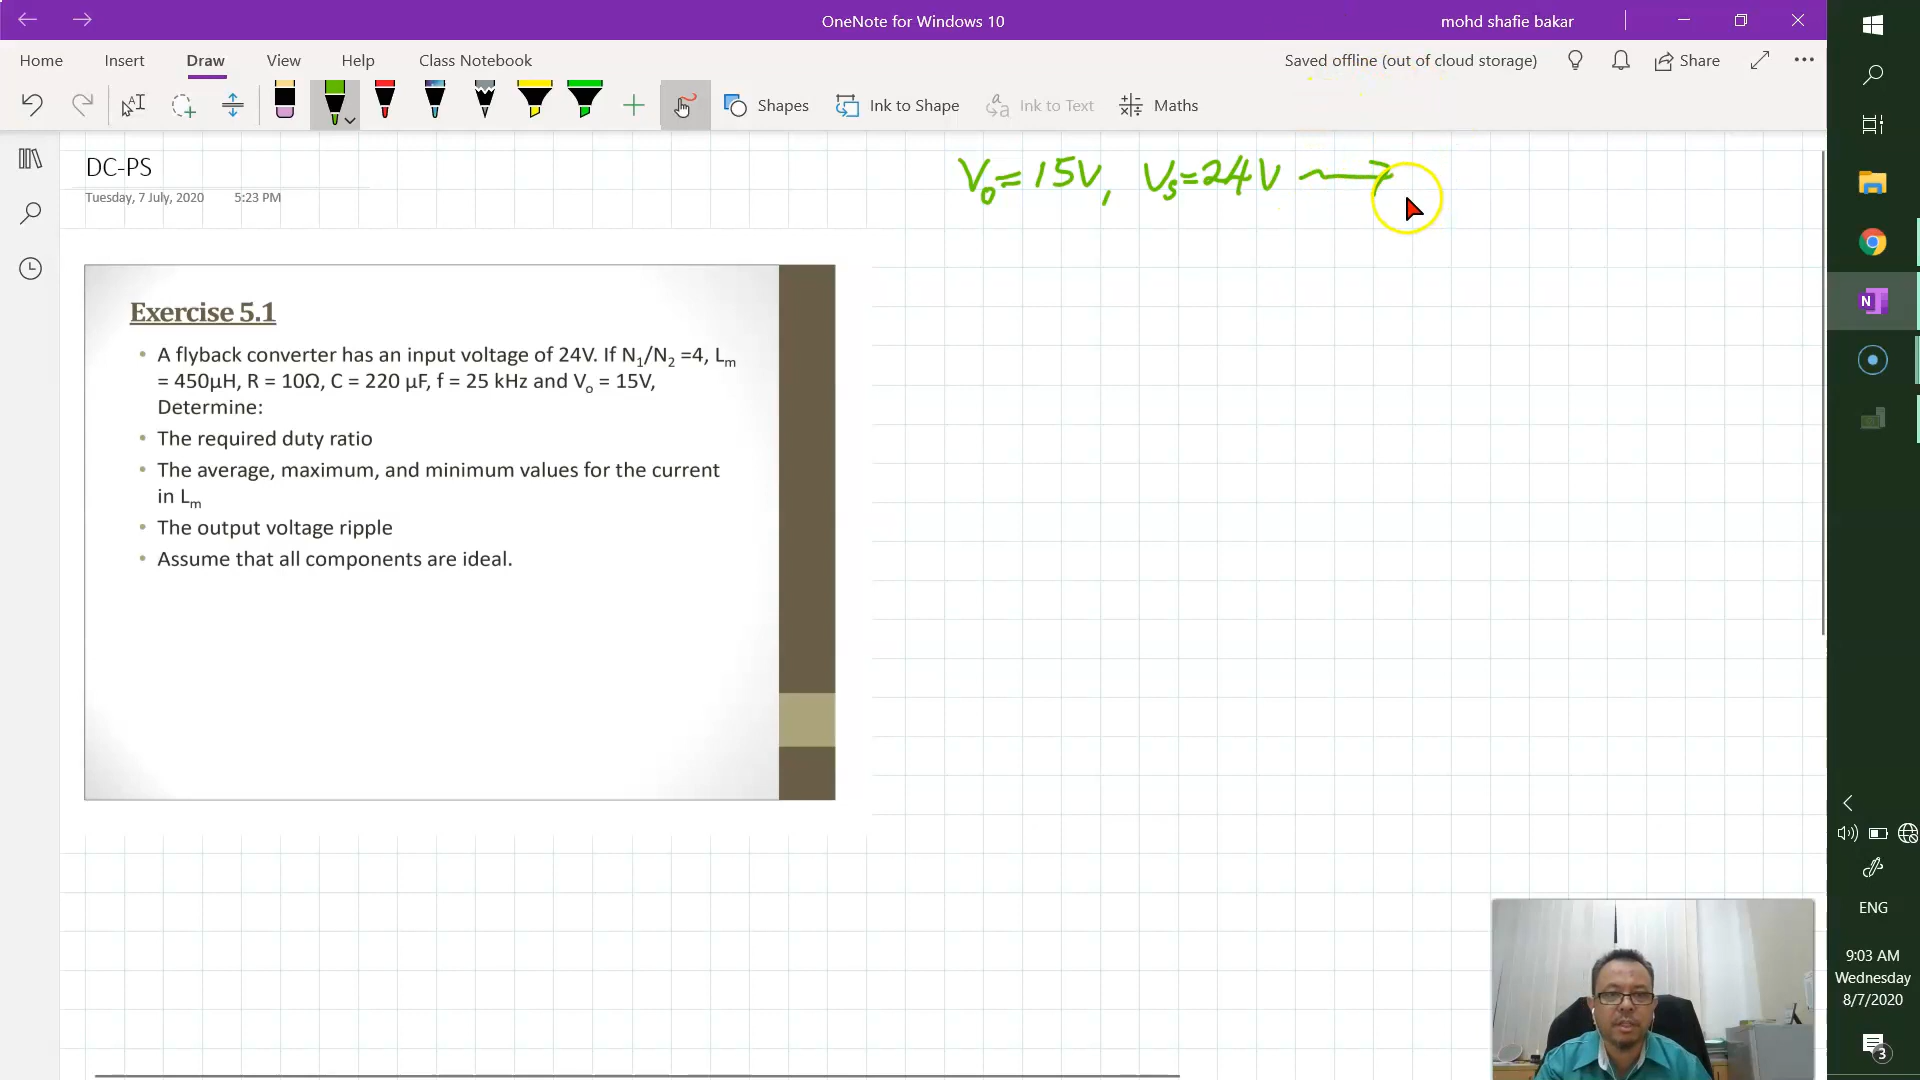 OneNote for Windows 10
mohd shafie bakar
Home Insert Draw View Help Class Notebook
Saved offline (out of cloud storage)
Share
Shapes Ink to Shape Ink to Text Maths
DC-PS
Tuesday, 7 July, 2020 5:23 PM
Vo = 15V, Vs = 24V →
Exercise 5.1
• A flyback converter has an input voltage of 24V. If N1/N2 =4, Lm
= 450µH, R = 10Ω, C = 220 µF, f = 25 kHz and Vo = 15V,
Determine:
• The required duty ratio
• The average, maximum, and minimum values for the current
in Lm
• The output voltage ripple
• Assume that all components are ideal.
N
ENG
9:03 AM
Wednesday
8/7/2020
3